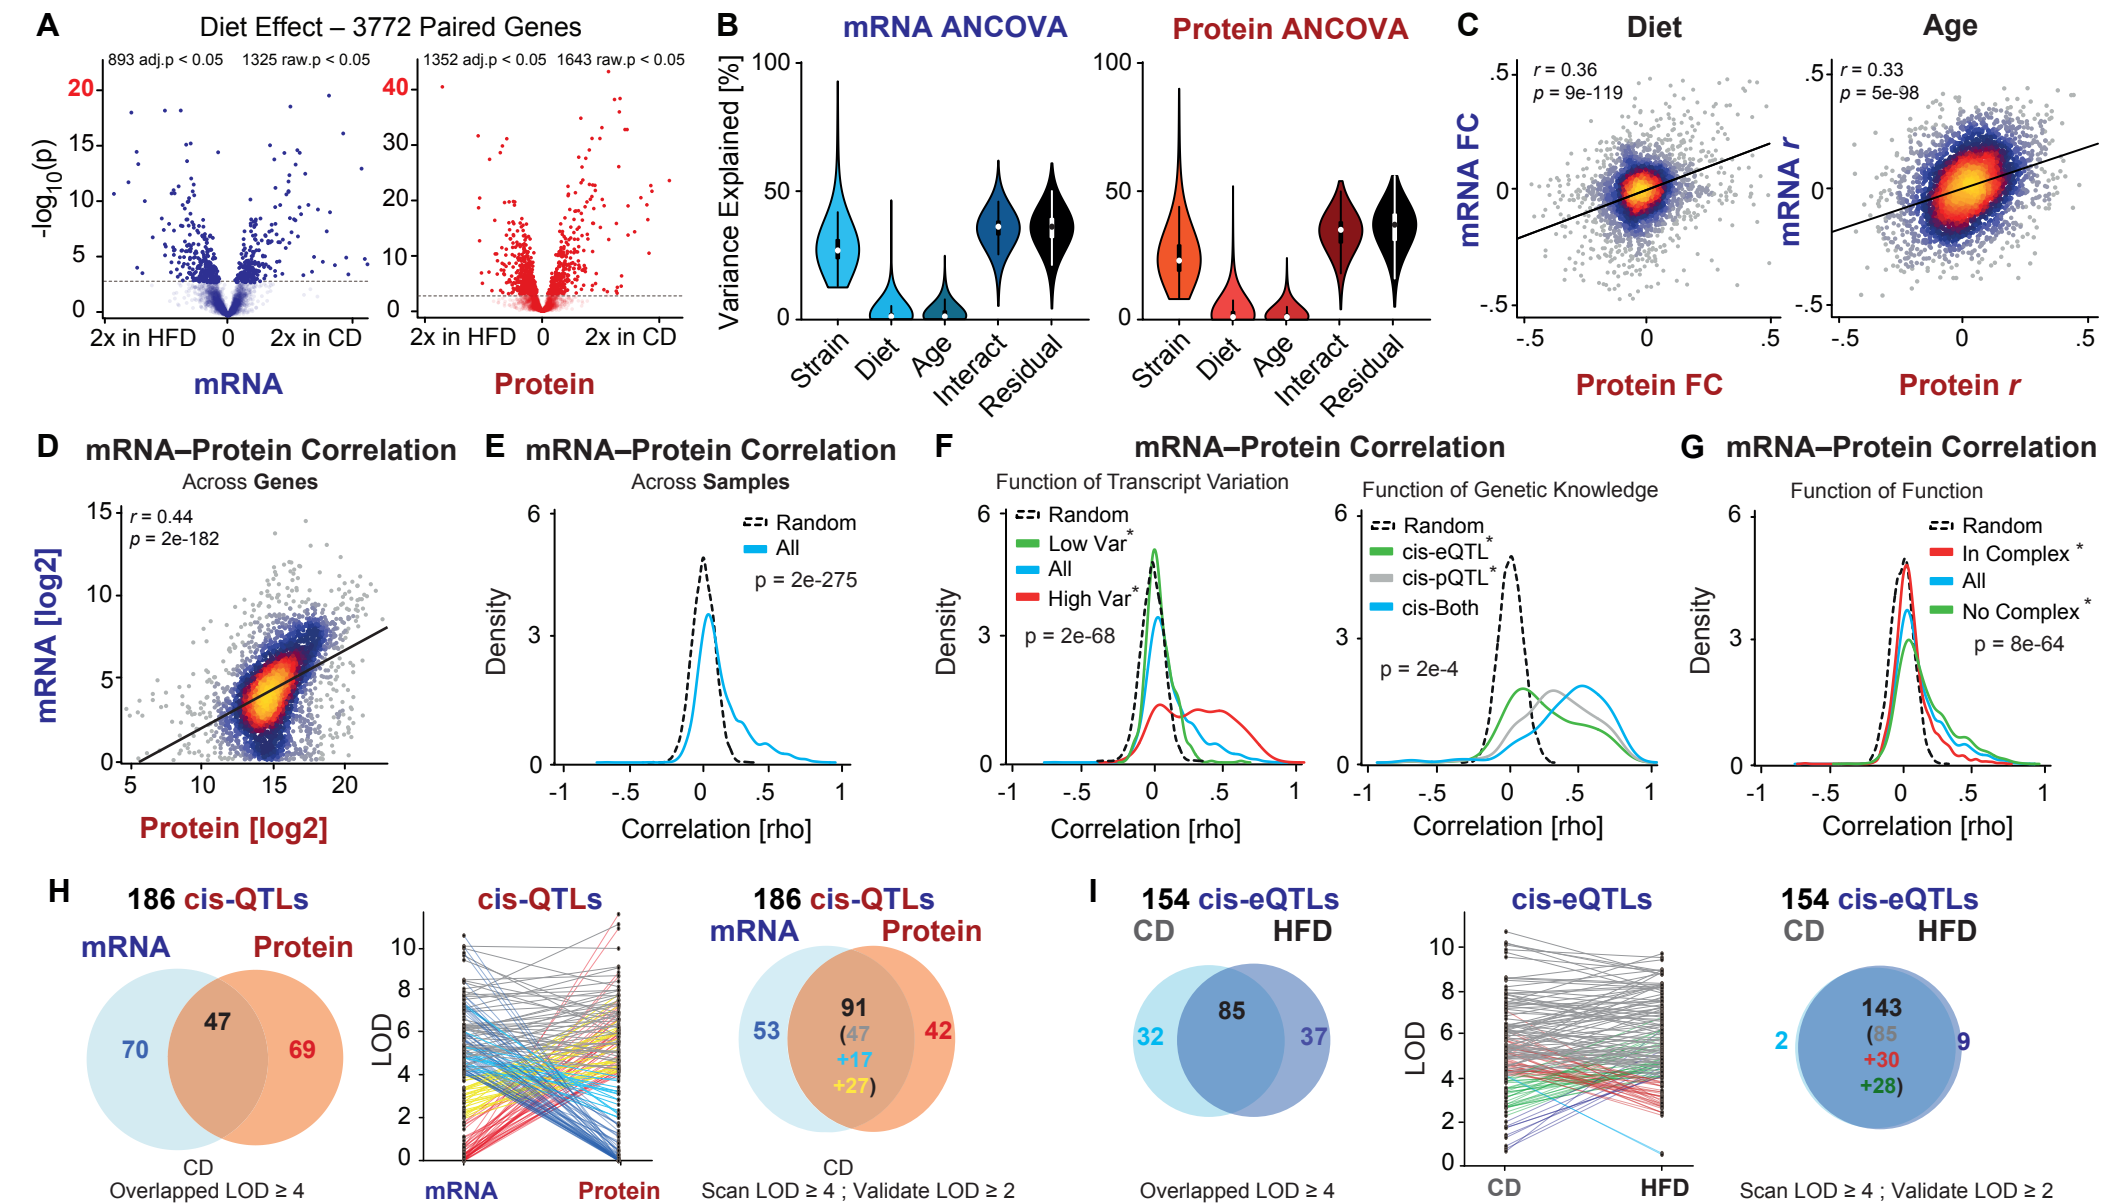 A
Diet Effect – 3772 Paired Genes
893 adj.p < 0.05 1325 raw.p < 0.05
1352 adj.p < 0.05 1643 raw.p < 0.05
-log10(p)
20
15
10
5
0
40
30
20
10
0
2x in HFD 0 2x in CD
2x in HFD 0 2x in CD
mRNA
Protein
B
mRNA ANCOVA
Protein ANCOVA
Variance Explained [%]
100
50
0
100
50
0
Strain
Diet
Age
Interact
Residual
Strain
Diet
Age
Interact
Residual
C
Diet
Age
r = 0.36
p = 9e-119
r = 0.33
p = 5e-98
mRNA FC
.5
0
-.5
-.5 0 .5
Protein FC
mRNA r
.5
0
-.5
-.5 0 .5
Protein r
D
mRNA–Protein Correlation
Across Genes
r = 0.44
p = 2e-182
mRNA [log2]
15
10
5
0
5 10 15 20
Protein [log2]
E
mRNA–Protein Correlation
Across Samples
Random
All
p = 2e-275
Density
6
3
0
-1 -.5 0 .5 1
Correlation [rho]
F
mRNA–Protein Correlation
Function of Transcript Variation
Random
Low Var*
All
High Var*
p = 2e-68
Density
6
3
0
-1 -.5 0 .5 1
Correlation [rho]
Function of Genetic Knowledge
Random
cis-eQTL*
cis-pQTL*
cis-Both
p = 2e-4
6
3
0
-1 -.5 0 .5 1
Correlation [rho]
G
mRNA–Protein Correlation
Function of Function
Random
In Complex *
All
No Complex *
p = 8e-64
Density
6
3
0
-1 -.5 0 .5 1
Correlation [rho]
H
186 cis-QTLs
mRNA
Protein
70
47
69
CD
Overlapped LOD ≥ 4
cis-QTLs
LOD
10
8
6
4
2
0
mRNA Protein
186 cis-QTLs
mRNA
Protein
53
91
(47
+17
+27)
42
CD
Scan LOD ≥ 4 ; Validate LOD ≥ 2
I
154 cis-eQTLs
CD HFD
32
85
37
Overlapped LOD ≥ 4
cis-eQTLs
LOD
10
8
6
4
2
0
CD HFD
154 cis-eQTLs
CD HFD
2
143
(85
+30
+28)
9
Scan LOD ≥ 4 ; Validate LOD ≥ 2